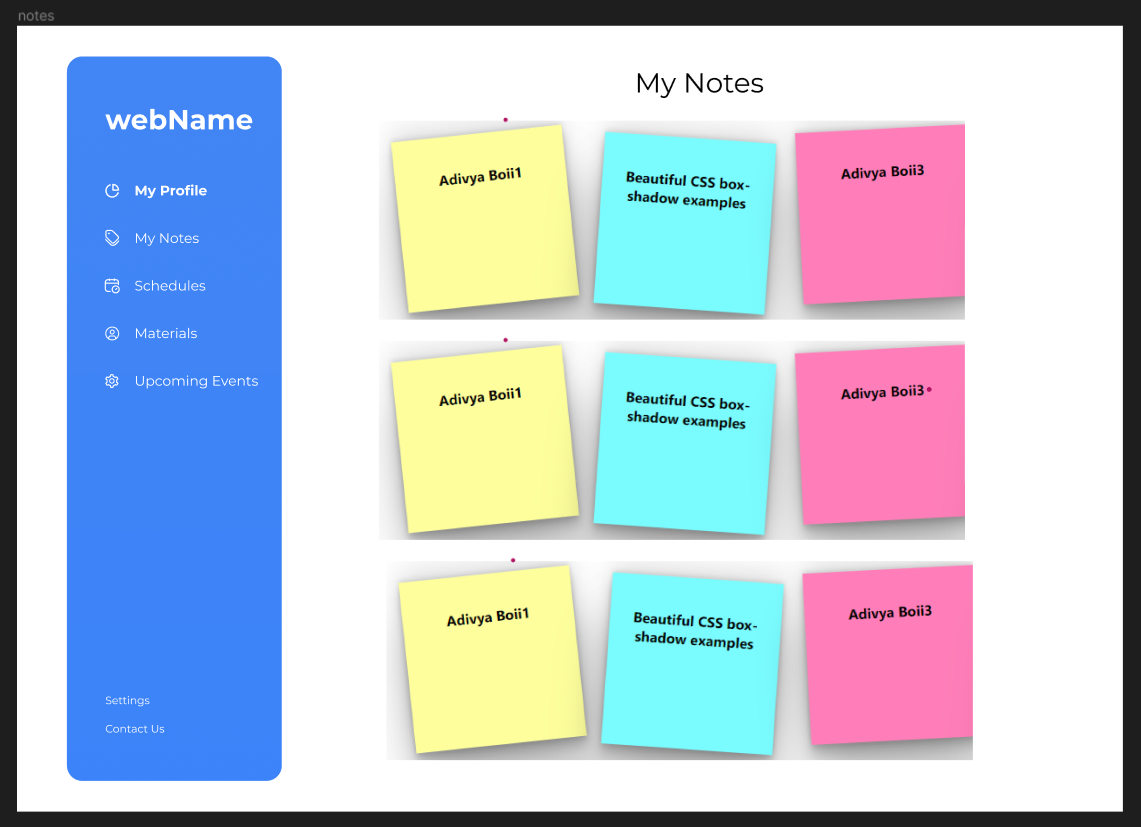 notes
webName
My Profile
My Notes
Schedules
Materials
Upcoming Events
Settings
Contact Us
My Notes
Adivya Boii1
Beautiful CSS box-
shadow examples
Adivya Boii3
Adivya Boii1
Beautiful CSS box-
shadow examples
Adivya Boii3
Adivya Boii1
Beautiful CSS box-
shadow examples
Adivya Boii3